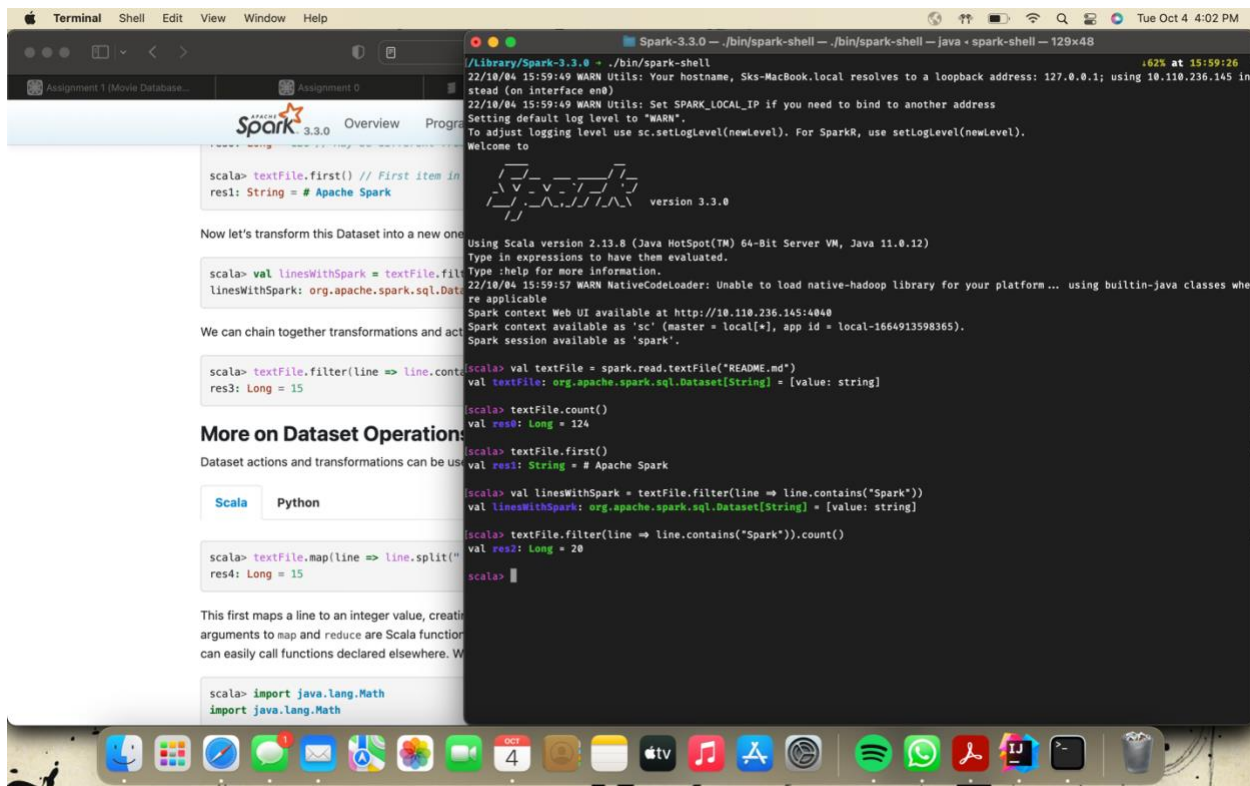 Terminal Shell Edit View Window Help
Tue Oct 4 4:02 PM
Assignment 1 (Movie Database...
Assignment 0
APACHE Spark 3.3.0 Overview Progra
scala> textFile.first() // First item in
res1: String = # Apache Spark
Now let's transform this Dataset into a new one
scala> val linesWithSpark = textFile.filt
linesWithSpark: org.apache.spark.sql.Data
We can chain together transformations and act
scala> textFile.filter(line => line.conta
res3: Long = 15
More on Dataset Operations
Dataset actions and transformations can be use
Scala Python
scala> textFile.map(line => line.split("
res4: Long = 15
This first maps a line to an integer value, creatin
arguments to map and reduce are Scala function
can easily call functions declared elsewhere. W
scala> import java.lang.Math
import java.lang.Math
Spark-3.3.0 — ./bin/spark-shell — ./bin/spark-shell — java ◂ spark-shell — 129×48
/Library/Spark-3.3.0 → ./bin/spark-shell ↓62% at 15:59:26
22/10/04 15:59:49 WARN Utils: Your hostname, Sks-MacBook.local resolves to a loopback address: 127.0.0.1; using 10.110.236.145 in
stead (on interface en0)
22/10/04 15:59:49 WARN Utils: Set SPARK_LOCAL_IP if you need to bind to another address
Setting default log level to "WARN".
To adjust logging level use sc.setLogLevel(newLevel). For SparkR, use setLogLevel(newLevel).
Welcome to
Spark version 3.3.0
Using Scala version 2.13.8 (Java HotSpot(TM) 64-Bit Server VM, Java 11.0.12)
Type in expressions to have them evaluated.
Type :help for more information.
22/10/04 15:59:57 WARN NativeCodeLoader: Unable to load native-hadoop library for your platform... using builtin-java classes whe
re applicable
Spark context Web UI available at http://10.110.236.145:4040
Spark context available as 'sc' (master = local[*], app id = local-1664913598365).
Spark session available as 'spark'.
scala> val textFile = spark.read.textFile("README.md")
val textFile: org.apache.spark.sql.Dataset[String] = [value: string]
scala> textFile.count()
val res0: Long = 124
scala> textFile.first()
val res1: String = # Apache Spark
scala> val linesWithSpark = textFile.filter(line ⇒ line.contains("Spark"))
val linesWithSpark: org.apache.spark.sql.Dataset[String] = [value: string]
scala> textFile.filter(line ⇒ line.contains("Spark")).count()
val res2: Long = 20
scala>
1
OCT
4
tv
IJ